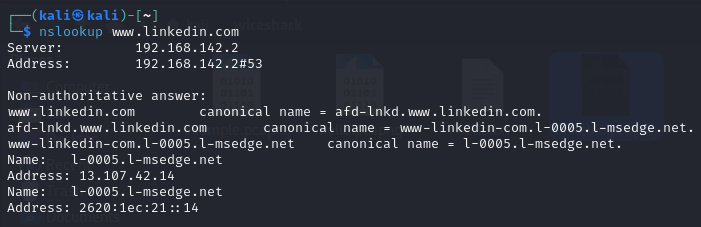 ┌──(kali㉿kali)-[~]
└─$ nslookup www.linkedin.com
Server:         192.168.142.2
Address:        192.168.142.2#53

Non-authoritative answer:
www.linkedin.com        canonical name = afd-lnkd.www.linkedin.com.
afd-lnkd.www.linkedin.com       canonical name = www-linkedin-com.l-0005.l-msedge.net.
www-linkedin-com.l-0005.l-msedge.net    canonical name = l-0005.l-msedge.net.
Name:   l-0005.l-msedge.net
Address: 13.107.42.14
Name:   l-0005.l-msedge.net
Address: 2620:1ec:21::14